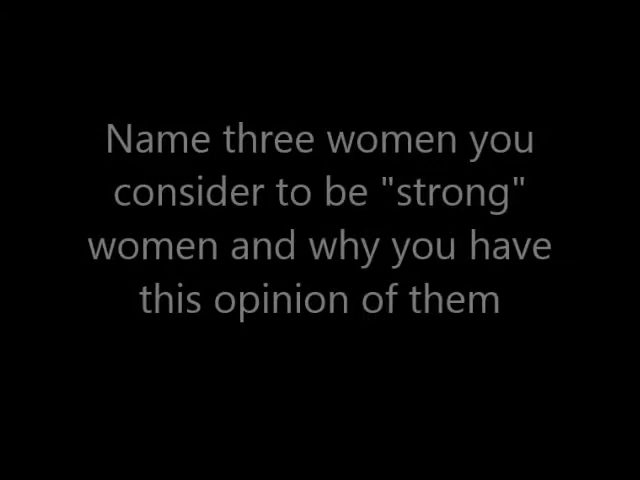 Name three women you
consider to be "strong"
women and why you have
this opinion of them